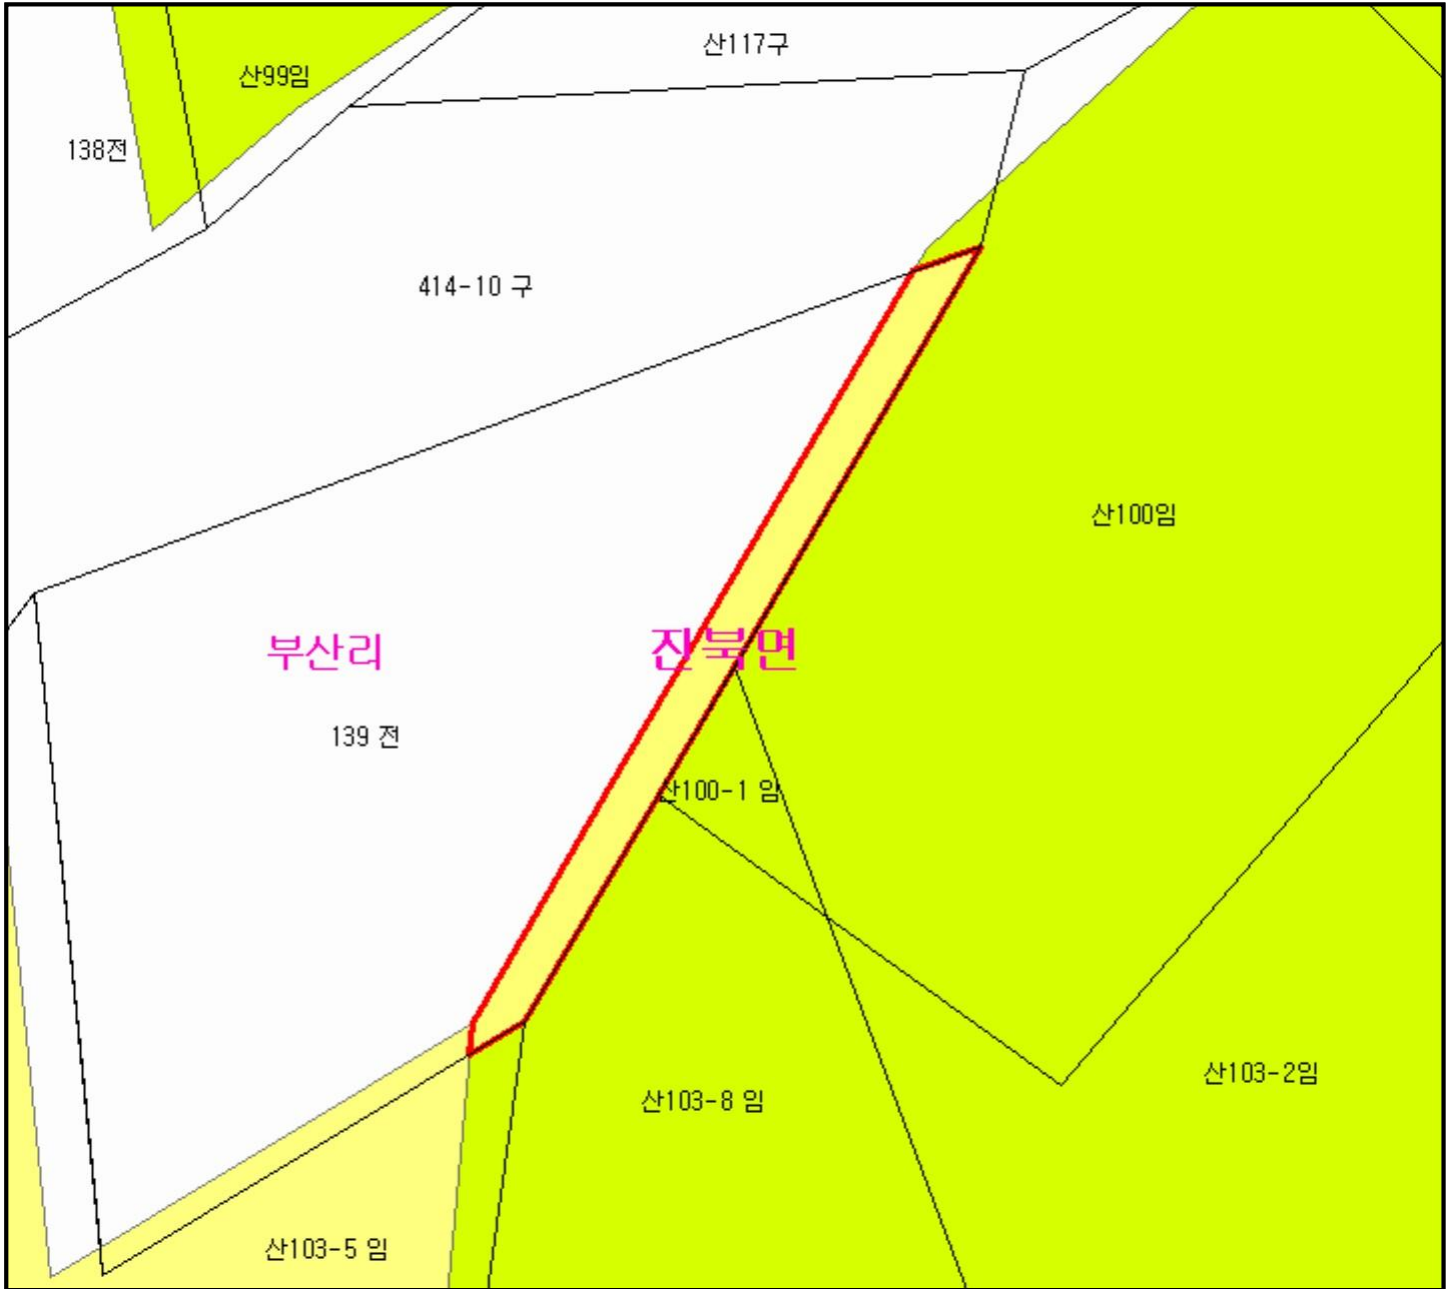 산117구
산99임
138전
414-10 구
산100임
부산리
진북면
139 전
산100-1 임
산103-2임
산103-8 임
산103-5 임